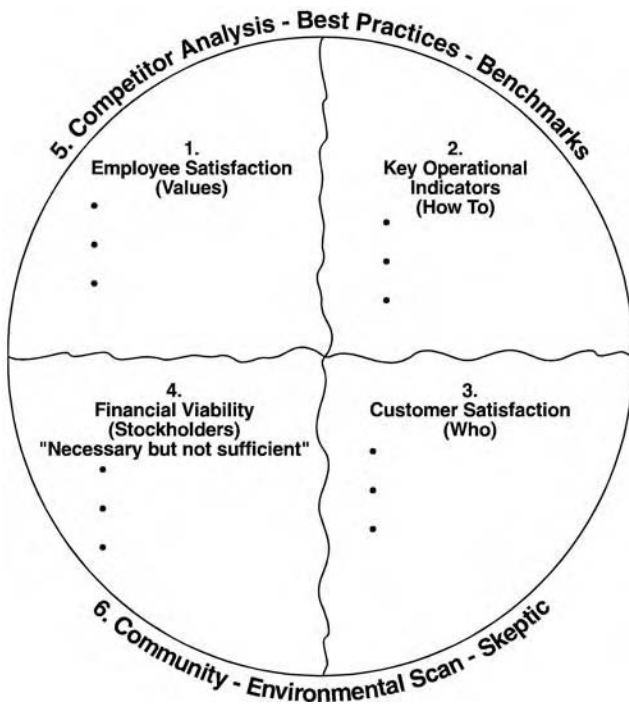 5. Competitor Analysis - Best Practices - Benchmarks
1.
Employee Satisfaction
(Values)
•
•
•
2.
Key Operational
Indicators
(How To)
•
•
•
4.
Financial Viability
(Stockholders)
"Necessary but not sufficient"
•
•
•
3.
Customer Satisfaction
(Who)
•
•
•
6. Community - Environmental Scan - Skeptic